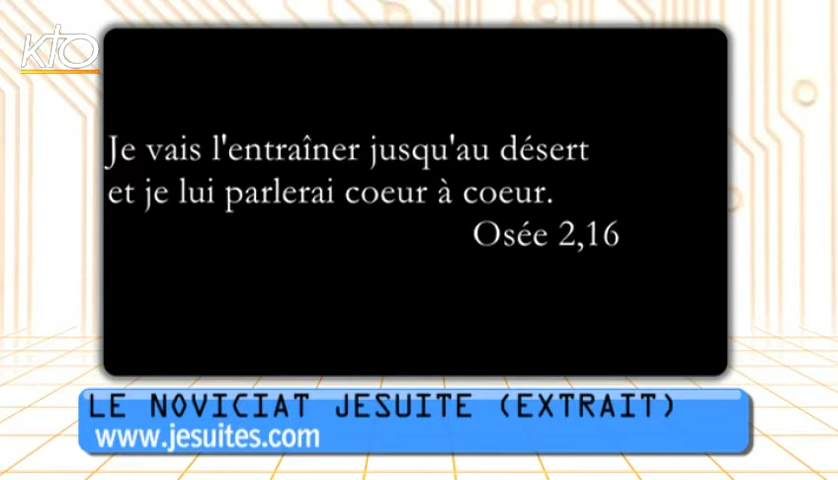 kto
Je vais l'entraîner jusqu'au désert
et je lui parlerai coeur à coeur.
Osée 2,16
LE NOVICIAT JESUITE (EXTRAIT)
www.jesuites.com